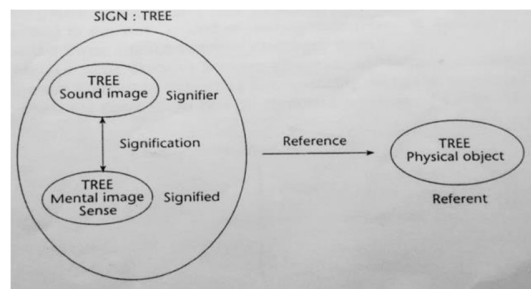 SIGN : TREE
TREE
Sound image
Signifier
Signification
TREE
Mental image
Sense
Signified
Reference
TREE
Physical object
Referent